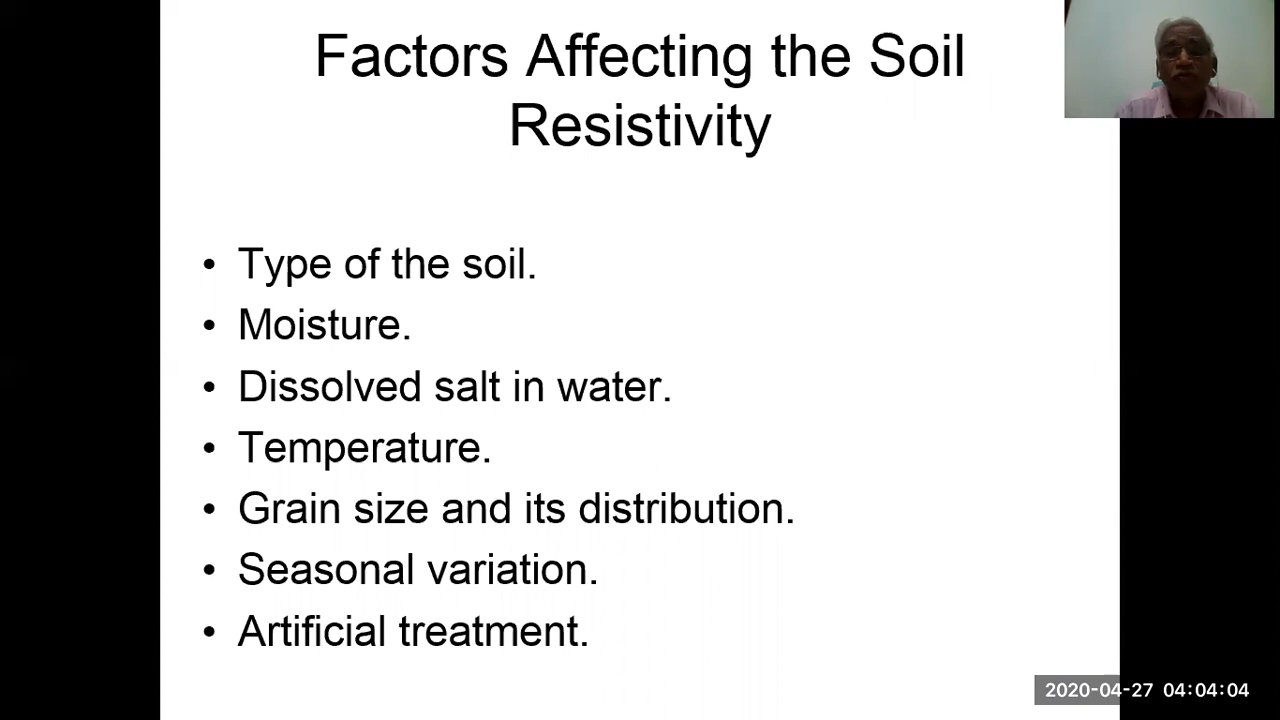 Factors Affecting the Soil
Resistivity
• Type of the soil.
• Moisture.
• Dissolved salt in water.
• Temperature.
• Grain size and its distribution.
• Seasonal variation.
• Artificial treatment.
2020-04-27 04:04:04